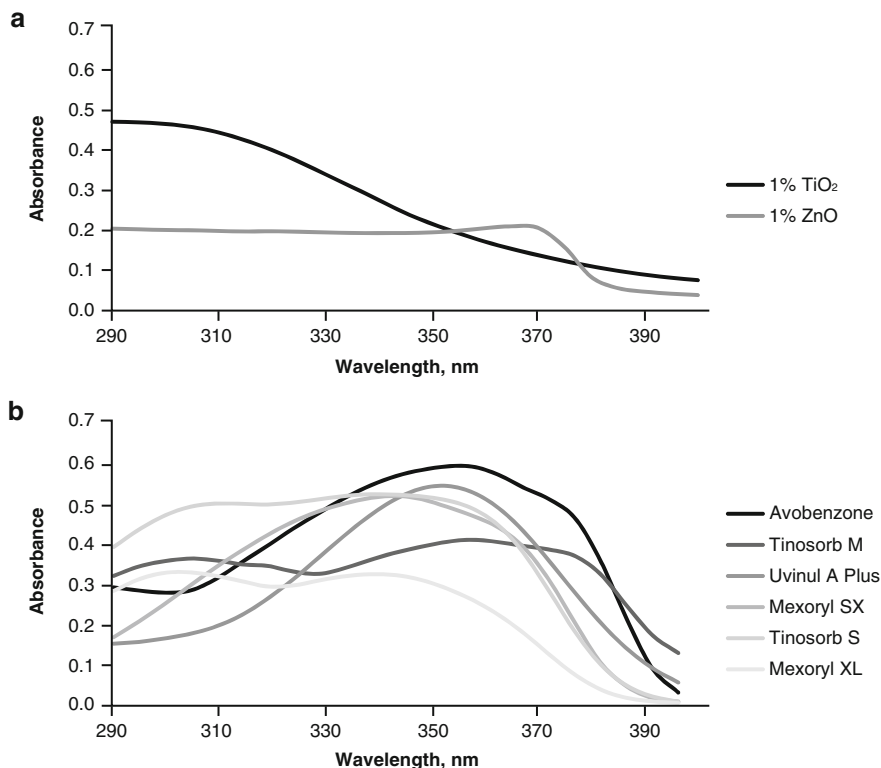 a
0.7
0.6
0.5
0.4
0.3
0.2
0.1
0.0
Absorbance
290 310 330 350 370 390
Wavelength, nm
1% TiO₂
1% ZnO
b
0.7
0.6
0.5
0.4
0.3
0.2
0.1
0.0
Absorbance
290 310 330 350 370 390
Wavelength, nm
Avobenzone
Tinosorb M
Uvinul A Plus
Mexoryl SX
Tinosorb S
Mexoryl XL